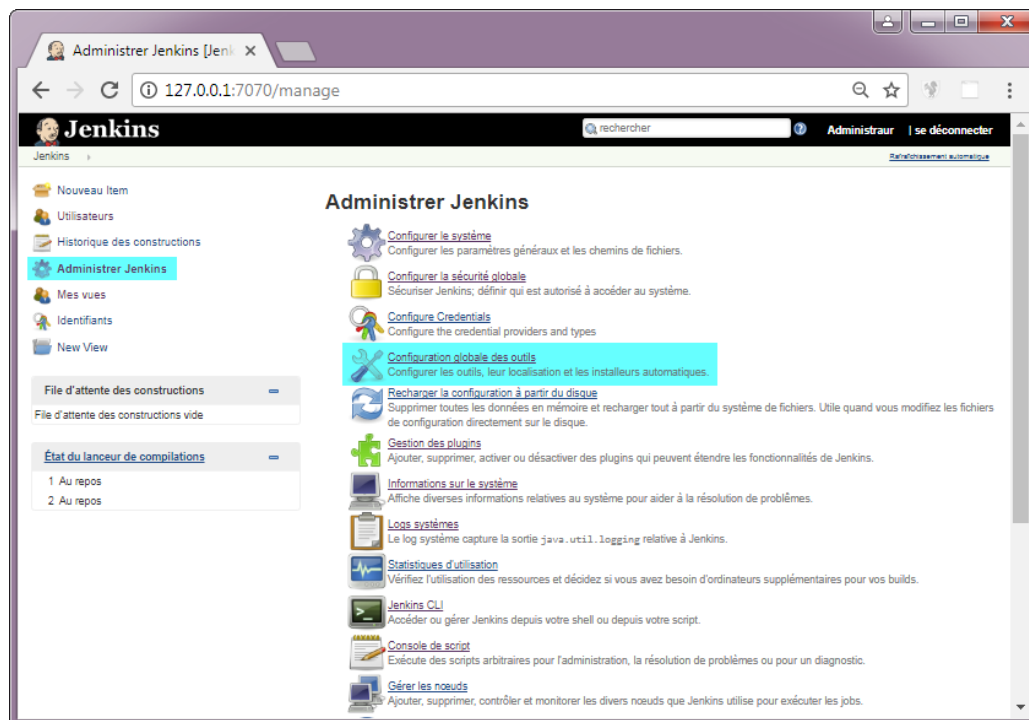 Administrer Jenkins [Jenk
127.0.0.1:7070/manage
Jenkins
rechercher
Administraur | se déconnecter
Jenkins
Rafraîchissement automatique
Nouveau Item
Utilisateurs
Historique des constructions
Administrer Jenkins
Mes vues
Identifiants
New View
File d'attente des constructions
File d'attente des constructions vide
État du lanceur de compilations
1 Au repos
2 Au repos
Administrer Jenkins
Configurer le système
Configurer les paramètres généraux et les chemins de fichiers.
Configurer la sécurité globale
Sécuriser Jenkins; définir qui est autorisé à accéder au système.
Configure Credentials
Configure the credential providers and types
Configuration globale des outils
Configurer les outils, leur localisation et les installeurs automatiques.
Recharger la configuration à partir du disque
Supprimer toutes les données en mémoire et recharger tout à partir du système de fichiers. Utile quand vous modifiez les fichiers
de configuration directement sur le disque.
Gestion des plugins
Ajouter, supprimer, activer ou désactiver des plugins qui peuvent étendre les fonctionnalités de Jenkins.
Informations sur le système
Affiche diverses informations relatives au système pour aider à la résolution de problèmes.
Logs systèmes
Le log système capture la sortie java.util.logging relative à Jenkins.
Statistiques d'utilisation
Vérifiez l'utilisation des ressources et décidez si vous avez besoin d'ordinateurs supplémentaires pour vos builds.
Jenkins CLI
Accéder ou gérer Jenkins depuis votre shell ou depuis votre script.
Console de script
Exécute des scripts arbitraires pour l'administration, la résolution de problèmes ou pour un diagnostic.
Gérer les nœuds
Ajouter, supprimer, contrôler et monitorer les divers nœuds que Jenkins utilise pour exécuter les jobs.